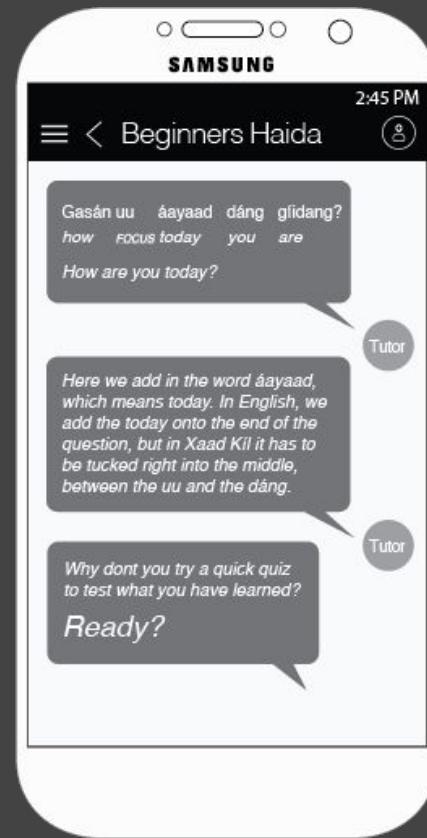 SAMSUNG
2:45 PM
Beginners Haida
Gasán uu áayaad dáng glidang?
how FOCUS today you are
How are you today?
Tutor
Here we add in the word áayaad,
which means today. In English, we
add the today onto the end of the
question, but in Xaad Kil it has to
be tucked right into the middle,
between the uu and the dáng.
Tutor
Why dont you try a quick quiz
to test what you have learned?
Ready?